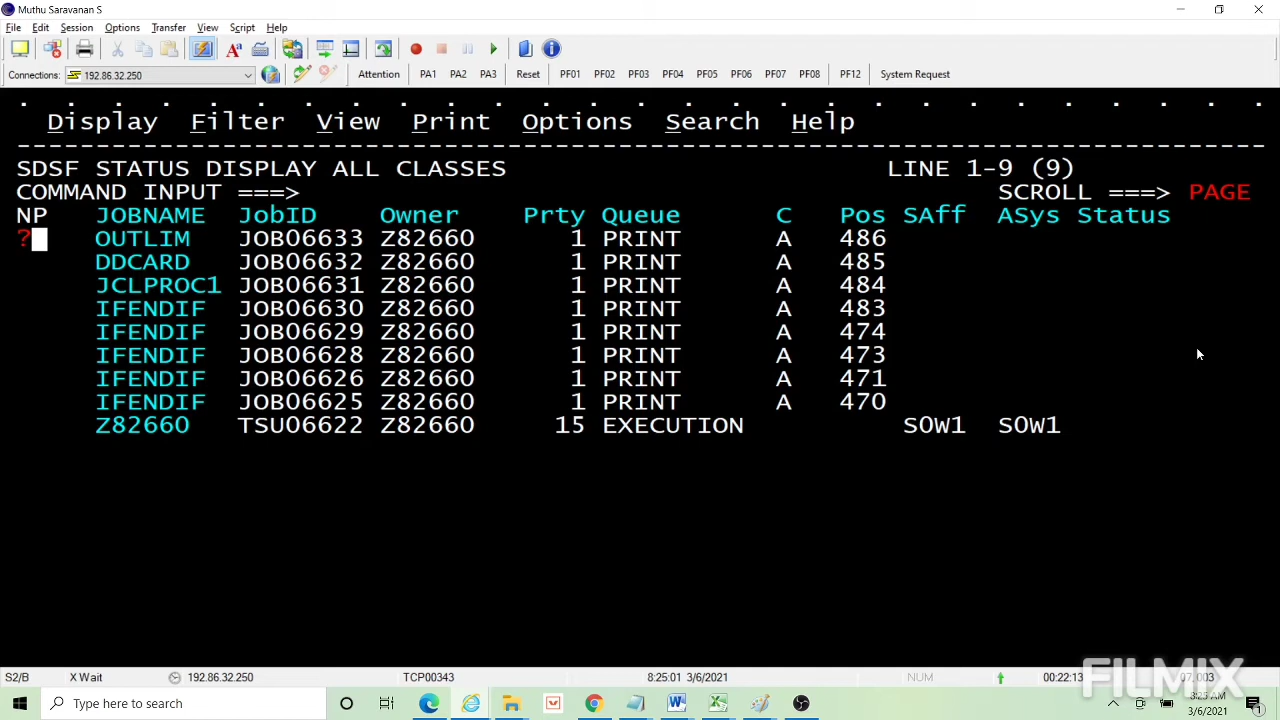 Muthu Saravanan S
File Edit Session Options Transfer View Script Help
Connections: 192.86.32.250 Attention PA1 PA2 PA3 Reset PF01 PF02 PF03 PF04 PF05 PF06 PF07 PF08 PF12 System Request
Display Filter View Print Options Search Help
SDSF STATUS DISPLAY ALL CLASSES LINE 1-9 (9)
COMMAND INPUT ===> SCROLL ===> PAGE
NP JOBNAME JobID Owner Prty Queue C Pos SAff ASys Status
? OUTLIM JOB06633 Z82660 1 PRINT A 486
DDCARD JOB06632 Z82660 1 PRINT A 485
JCLPROC1 JOB06631 Z82660 1 PRINT A 484
IFENDIF JOB06630 Z82660 1 PRINT A 483
IFENDIF JOB06629 Z82660 1 PRINT A 474
IFENDIF JOB06628 Z82660 1 PRINT A 473
IFENDIF JOB06626 Z82660 1 PRINT A 471
IFENDIF JOB06625 Z82660 1 PRINT A 470
Z82660 TSU06622 Z82660 15 EXECUTION S0W1 S0W1
S2/B X Wait 192.86.32.250 TCP00343 8:25:01 3/6/2021 NUM 00:22:13 07,003
FILMIX
Type here to search 8:25 AM
3/6/2021